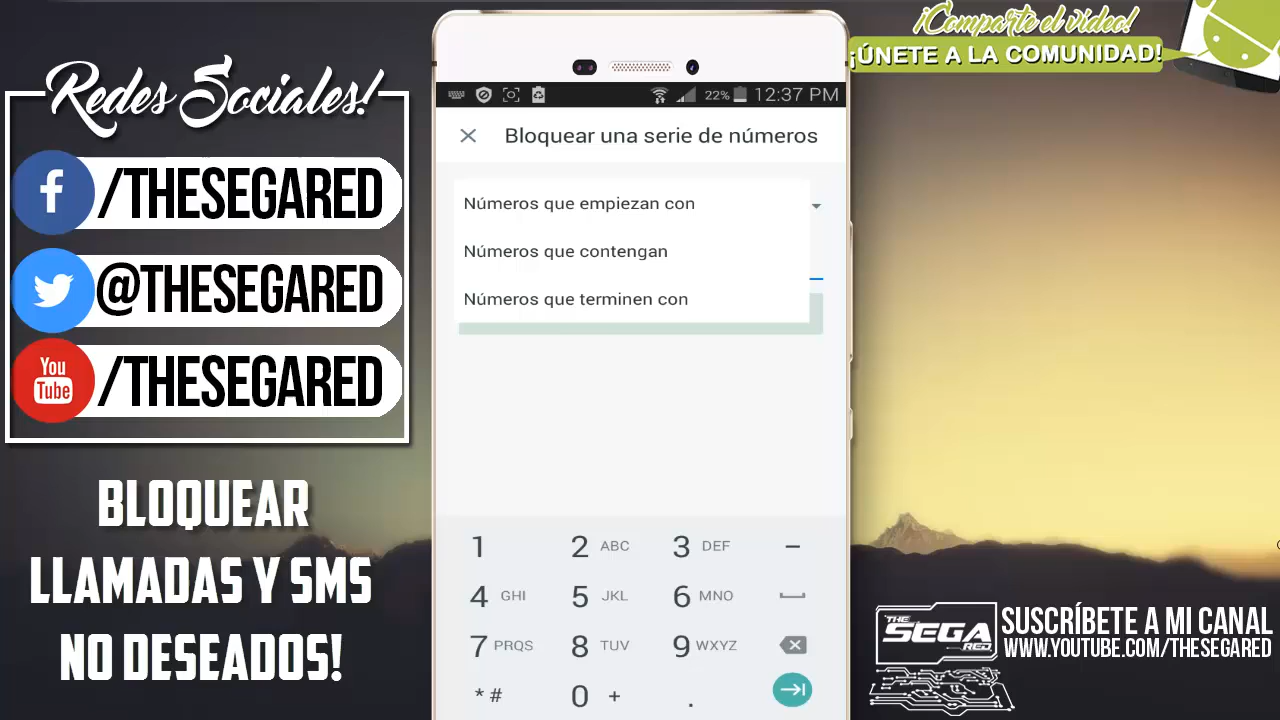 Redes Sociales!
f /THESEGARED
@THESEGARED
You
Tube
/THESEGARED
BLOQUEAR
LLAMADAS Y SMS
NO DESEADOS!
22% 12:37 PM
Bloquear una serie de números
Números que empiezan con
Números que contengan
Números que terminen con
1 2 ABC 3 DEF –
4 GHI 5 JKL 6 MNO
7 PRQS 8 TUV 9 WXYZ
* # 0 + .
¡Comparte el video!
¡ÚNETE A LA COMUNIDAD!
THE
SEGA
RED.
SUSCRÍBETE A MI CANAL
WWW.YOUTUBE.COM/THESEGARED